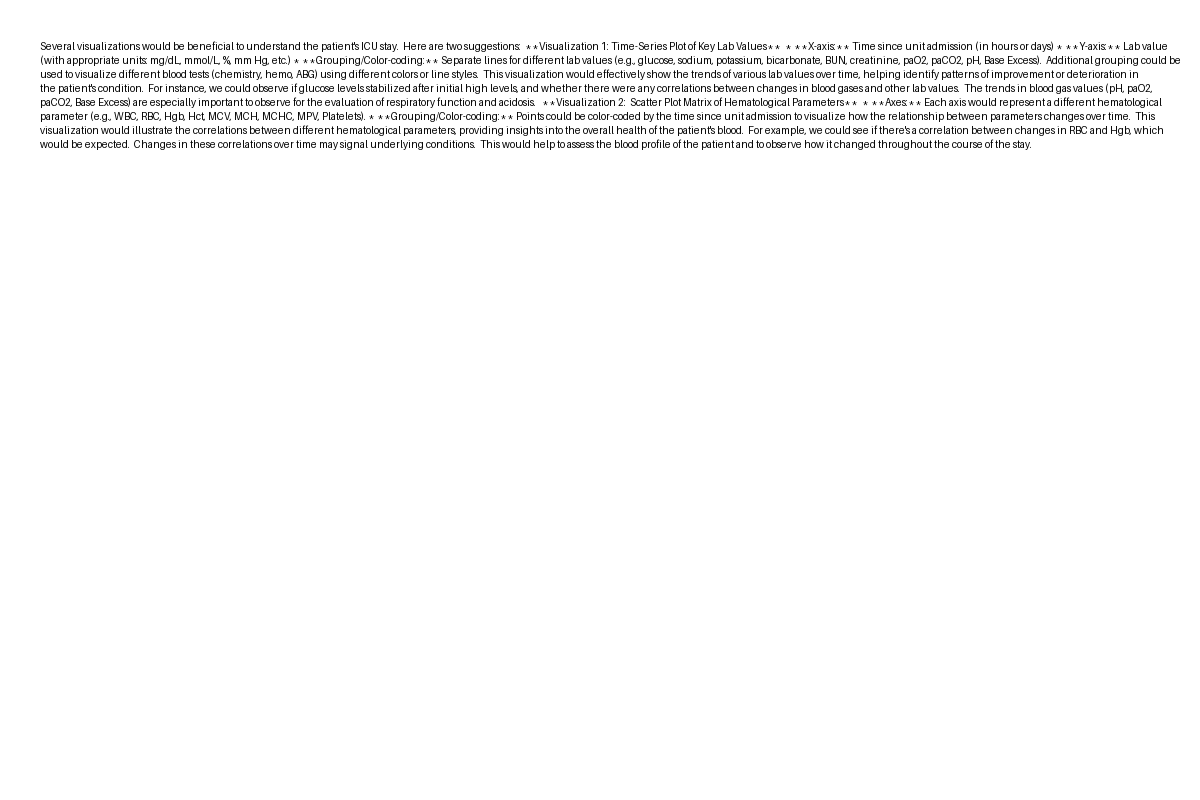 Several visualizations would be beneficial to understand the patient's ICU stay.  Here are two suggestions:  **Visualization 1: Time-Series Plot of Key Lab Values**  * **X-axis:** Time since unit admission (in hours or days) * **Y-axis:** Lab value
(with appropriate units: mg/dL, mmol/L, %, mm Hg, etc.) * **Grouping/Color-coding:** Separate lines for different lab values (e.g., glucose, sodium, potassium, bicarbonate, BUN, creatinine, paO2, paCO2, pH, Base Excess).  Additional grouping could be
used to visualize different blood tests (chemistry, hemo, ABG) using different colors or line styles.  This visualization would effectively show the trends of various lab values over time, helping identify patterns of improvement or deterioration in
the patient's condition.  For instance, we could observe if glucose levels stabilized after initial high levels, and whether there were any correlations between changes in blood gases and other lab values.  The trends in blood gas values (pH, paO2,
paCO2, Base Excess) are especially important to observe for the evaluation of respiratory function and acidosis.   **Visualization 2:  Scatter Plot Matrix of Hematological Parameters**  * **Axes:** Each axis would represent a different hematological
parameter (e.g., WBC, RBC, Hgb, Hct, MCV, MCH, MCHC, MPV, Platelets). * **Grouping/Color-coding:** Points could be color-coded by the time since unit admission to visualize how the relationship between parameters changes over time.  This
visualization would illustrate the correlations between different hematological parameters, providing insights into the overall health of the patient's blood.  For example, we could see if there's a correlation between changes in RBC and Hgb, which
would be expected.  Changes in these correlations over time may signal underlying conditions.  This would help to assess the blood profile of the patient and to observe how it changed throughout the course of the stay.